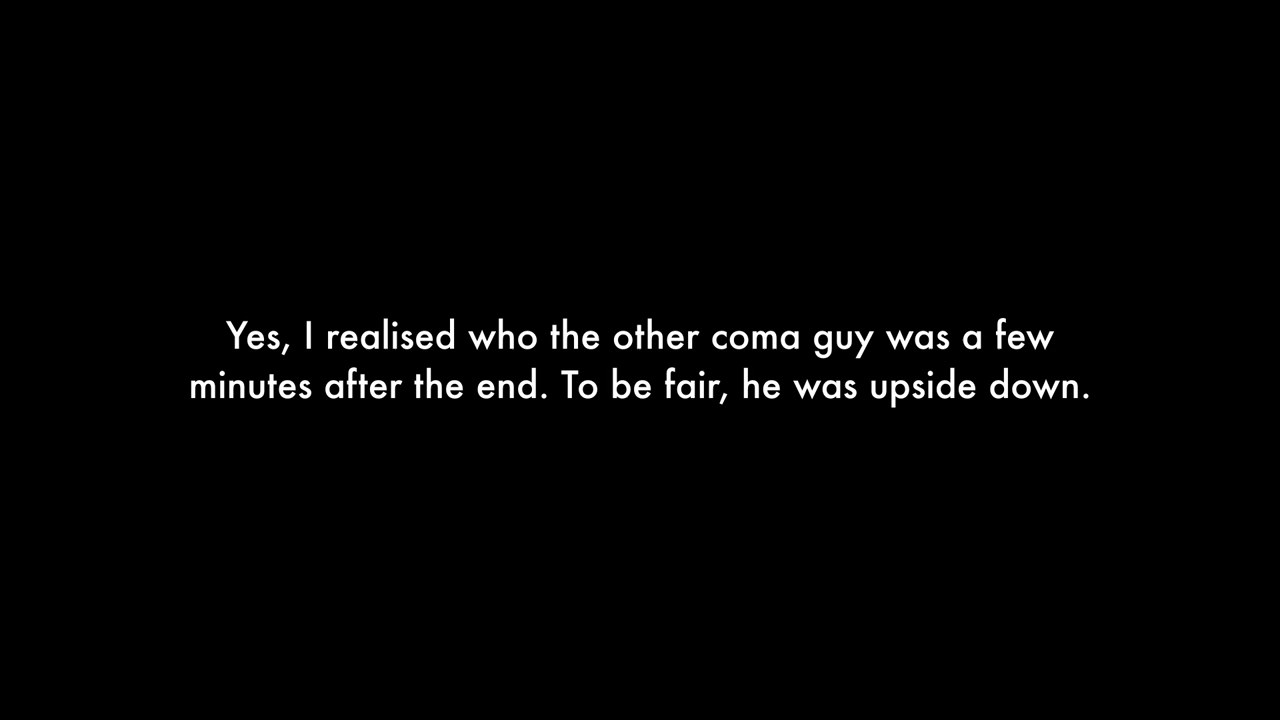 Yes, I realised who the other coma guy was a few
minutes after the end. To be fair, he was upside down.